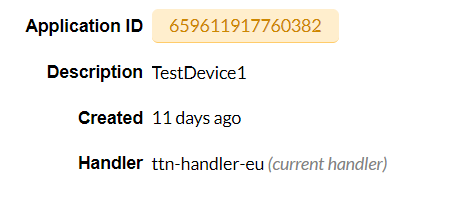 Application ID 659611917760382
Description TestDevice1
Created 11 days ago
Handler ttn-handler-eu (current handler)